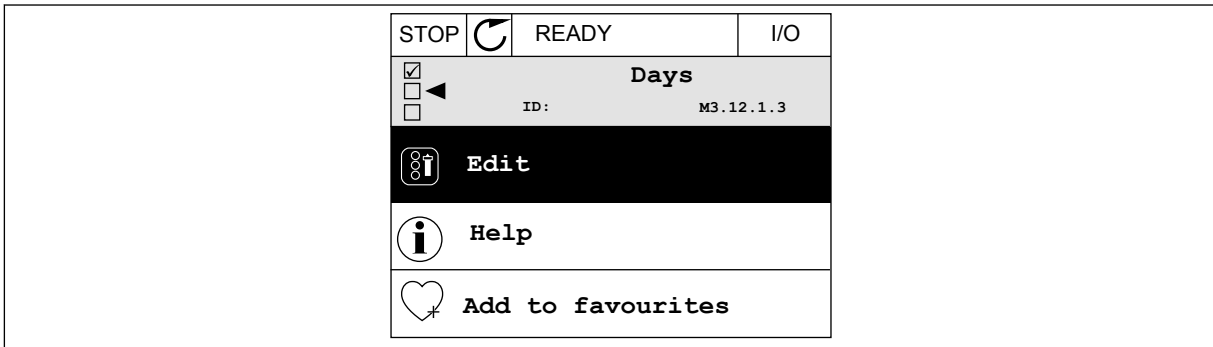 STOP READY I/O
Days
ID: M3.12.1.3
Edit
Help
Add to favourites